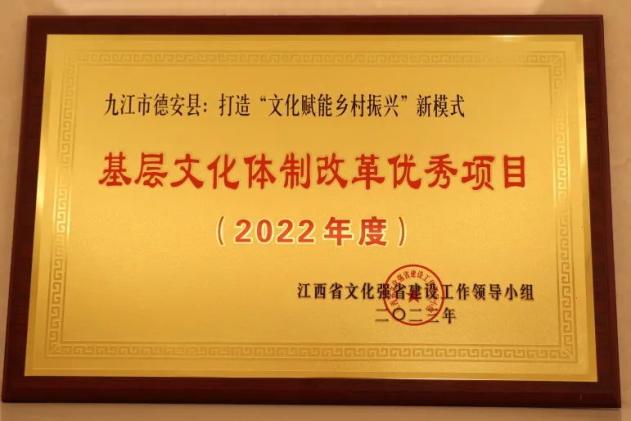 九江市德安县：打造“文化赋能乡村振兴”新模式
基层文化体制改革优秀项目
（2022年度）
江西省文化强省建设工作领导小组
二〇二二年